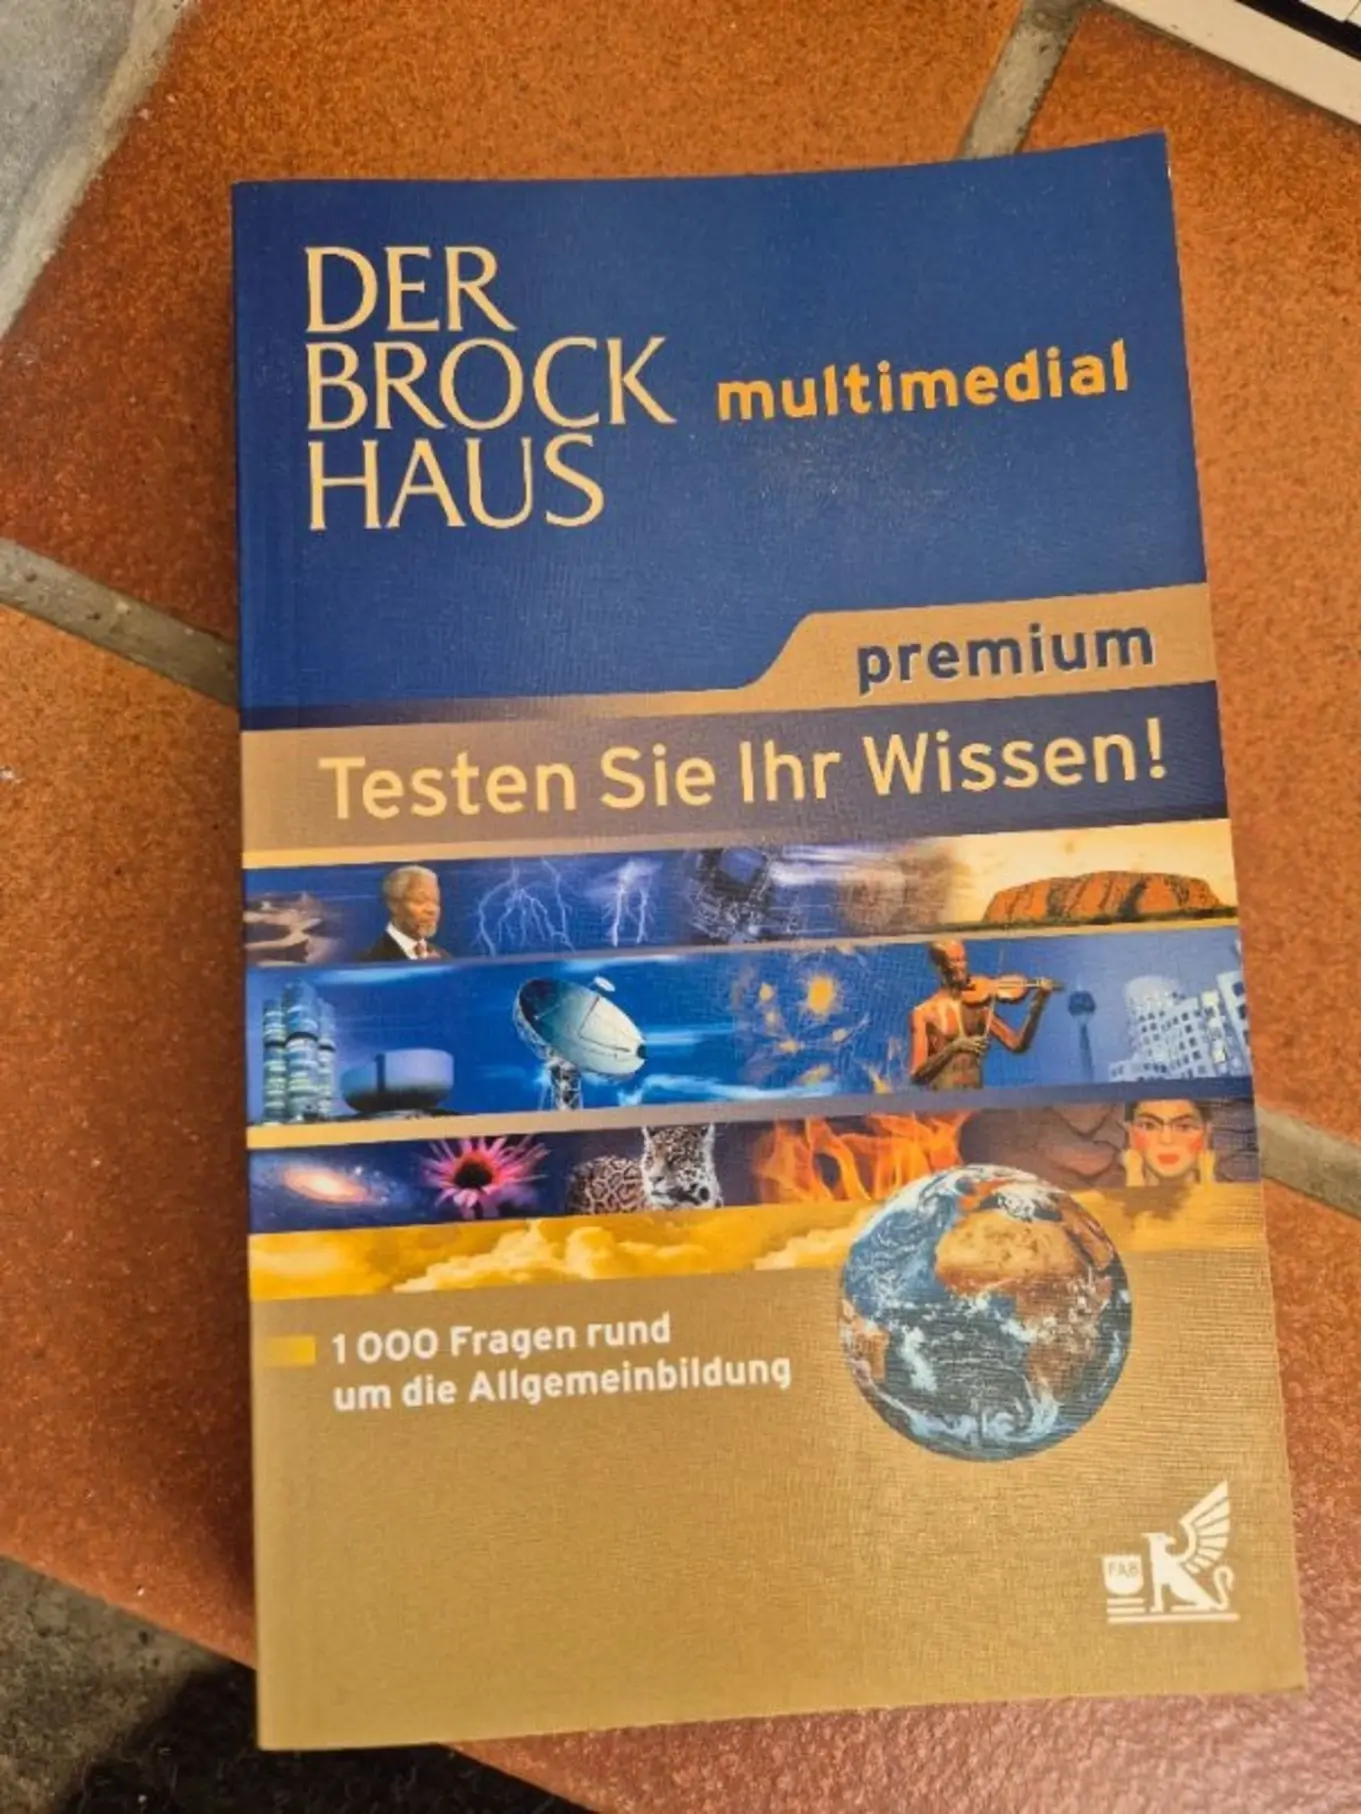 DER
BROCK
HAUS
multimedial
premium
Testen Sie Ihr Wissen!
1 000 Fragen rund
um die Allgemeinbildung
FAB